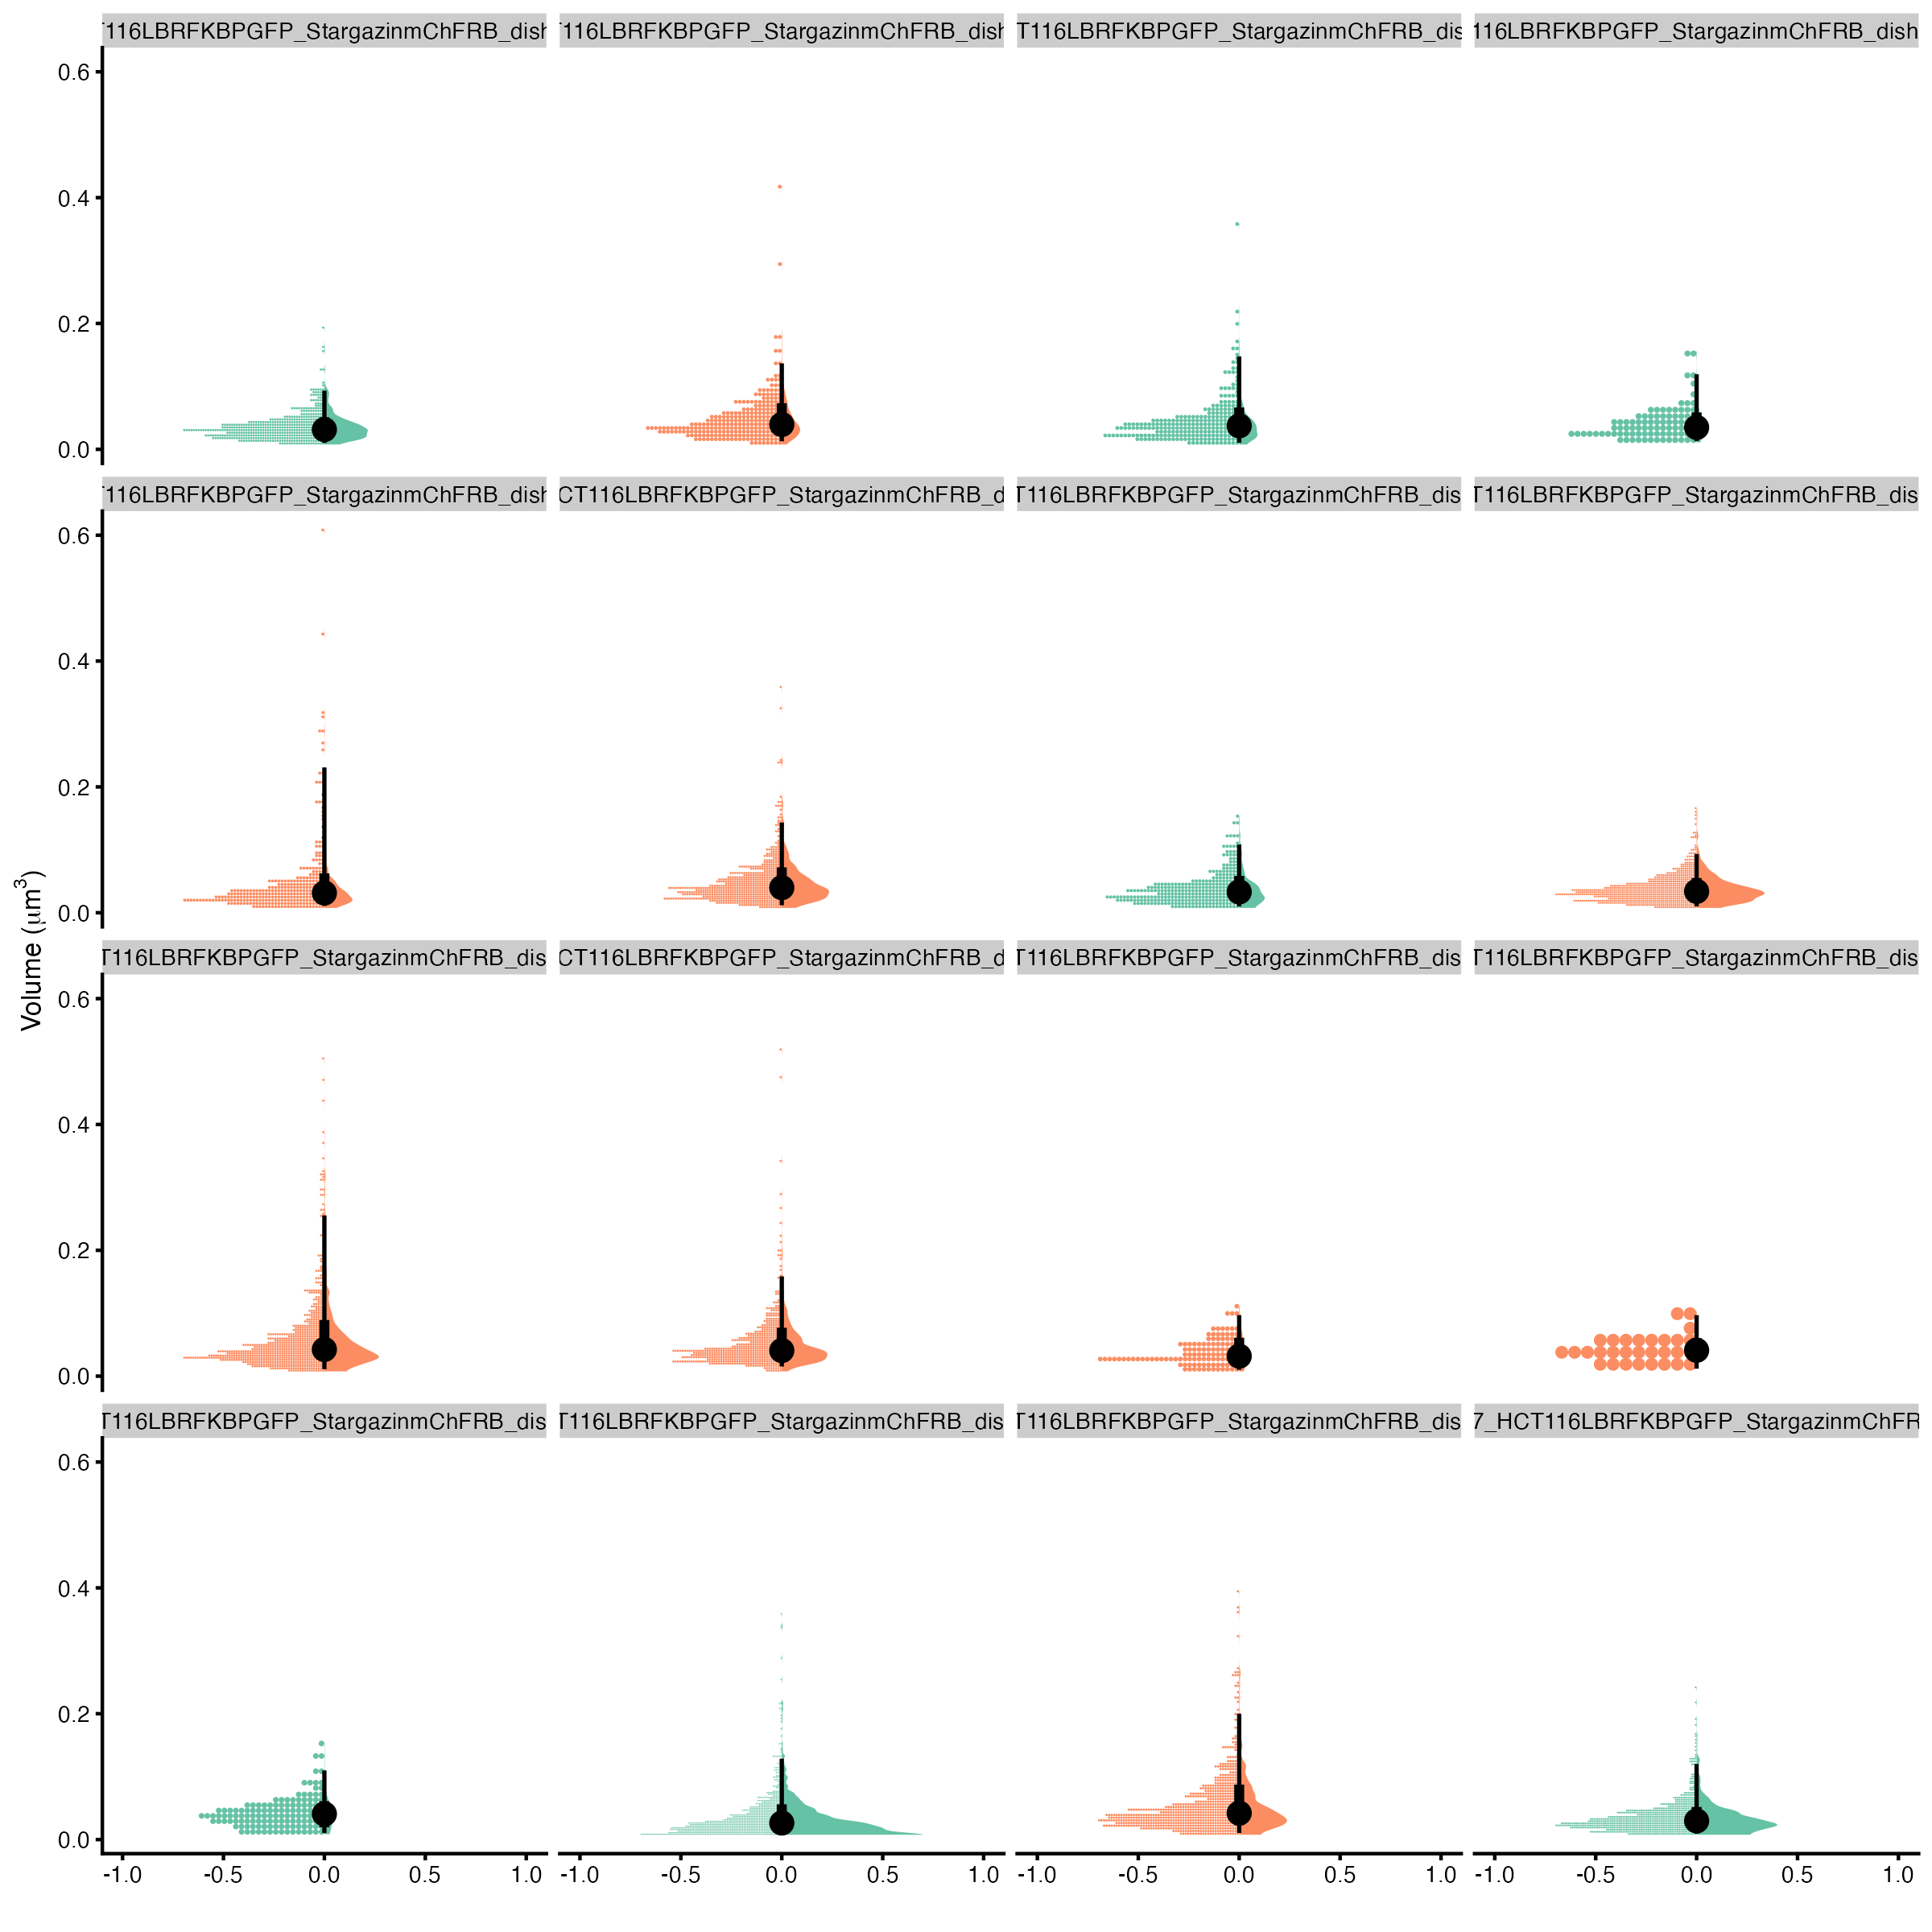 T116LBRFKBPGFP_StargazinmChFRB_dish
T116LBRFKBPGFP_StargazinmChFRB_dish
T116LBRFKBPGFP_StargazinmChFRB_dis
116LBRFKBPGFP_StargazinmChFRB_dish
0.6
0.4
0.2
0.0
T116LBRFKBPGFP_StargazinmChFRB_dish
CT116LBRFKBPGFP_StargazinmChFRB_d
T116LBRFKBPGFP_StargazinmChFRB_dis
T116LBRFKBPGFP_StargazinmChFRB_dis
0.6
0.4
0.2
0.0
Volume (μm³)
T116LBRFKBPGFP_StargazinmChFRB_dis
CT116LBRFKBPGFP_StargazinmChFRB_d
T116LBRFKBPGFP_StargazinmChFRB_dis
T116LBRFKBPGFP_StargazinmChFRB_dis
0.6
0.4
0.2
0.0
T116LBRFKBPGFP_StargazinmChFRB_dis
T116LBRFKBPGFP_StargazinmChFRB_dis
T116LBRFKBPGFP_StargazinmChFRB_dis
7_HCT116LBRFKBPGFP_StargazinmChFR
0.6
0.4
0.2
0.0
-1.0 -0.5 0.0 0.5 1.0
-1.0 -0.5 0.0 0.5 1.0
-1.0 -0.5 0.0 0.5 1.0
-1.0 -0.5 0.0 0.5 1.0